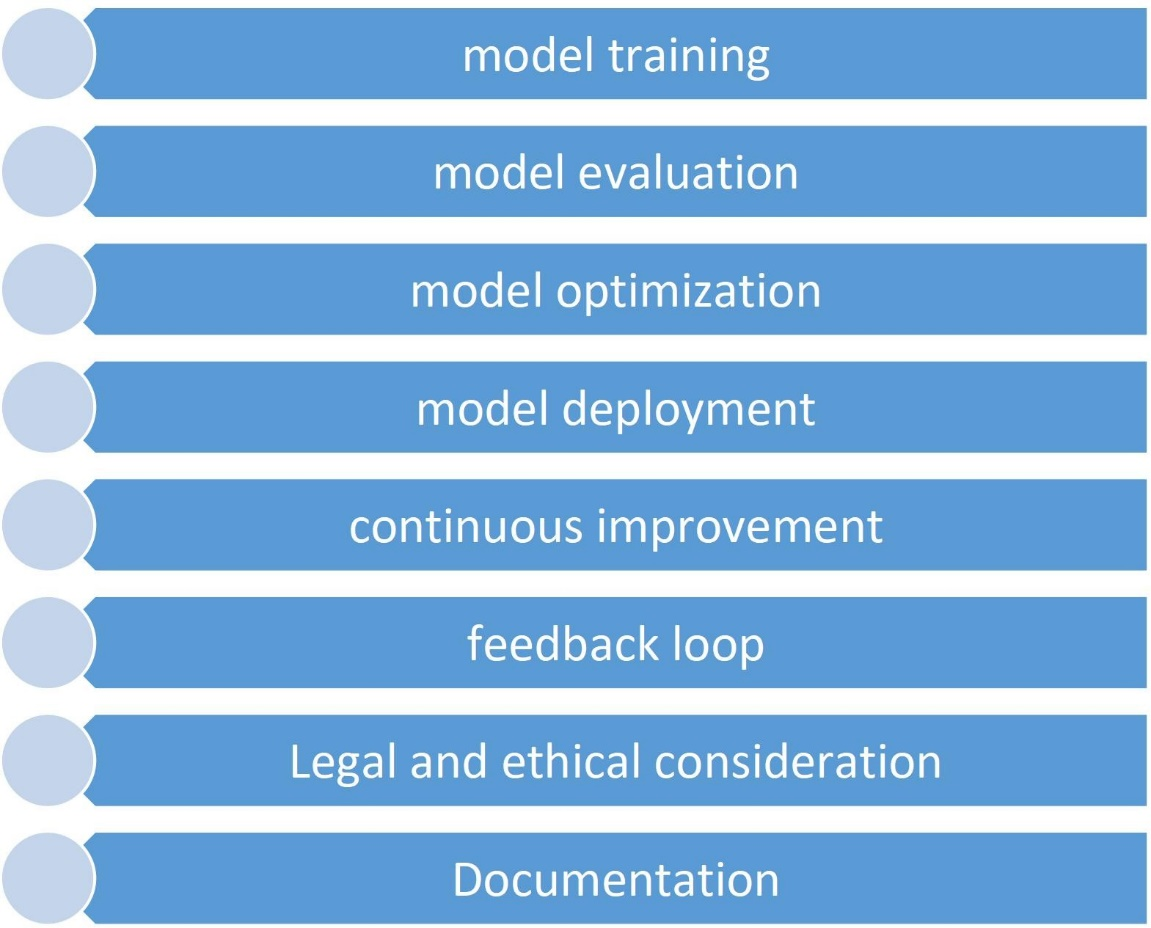 model training
model evaluation
model optimization
model deployment
continuous improvement
feedback loop
Legal and ethical consideration
Documentation